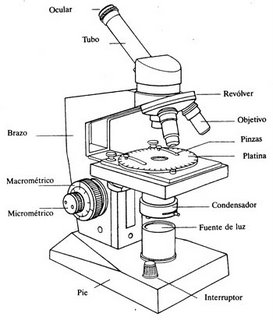 Ocular
Tubo
Revólver
Objetivo
Brazo
Pinzas
Platina
Macrométrico
Condensador
Micrométrico
Fuente de luz
Pie
Interruptor